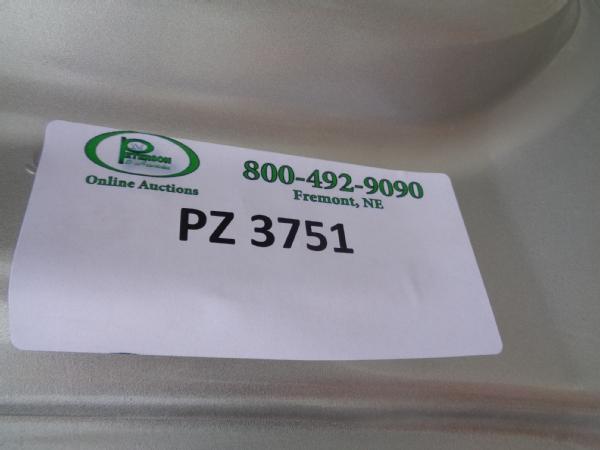 PETERSON
Online Auctions
800-492-9090
Fremont, NE
PZ 3751